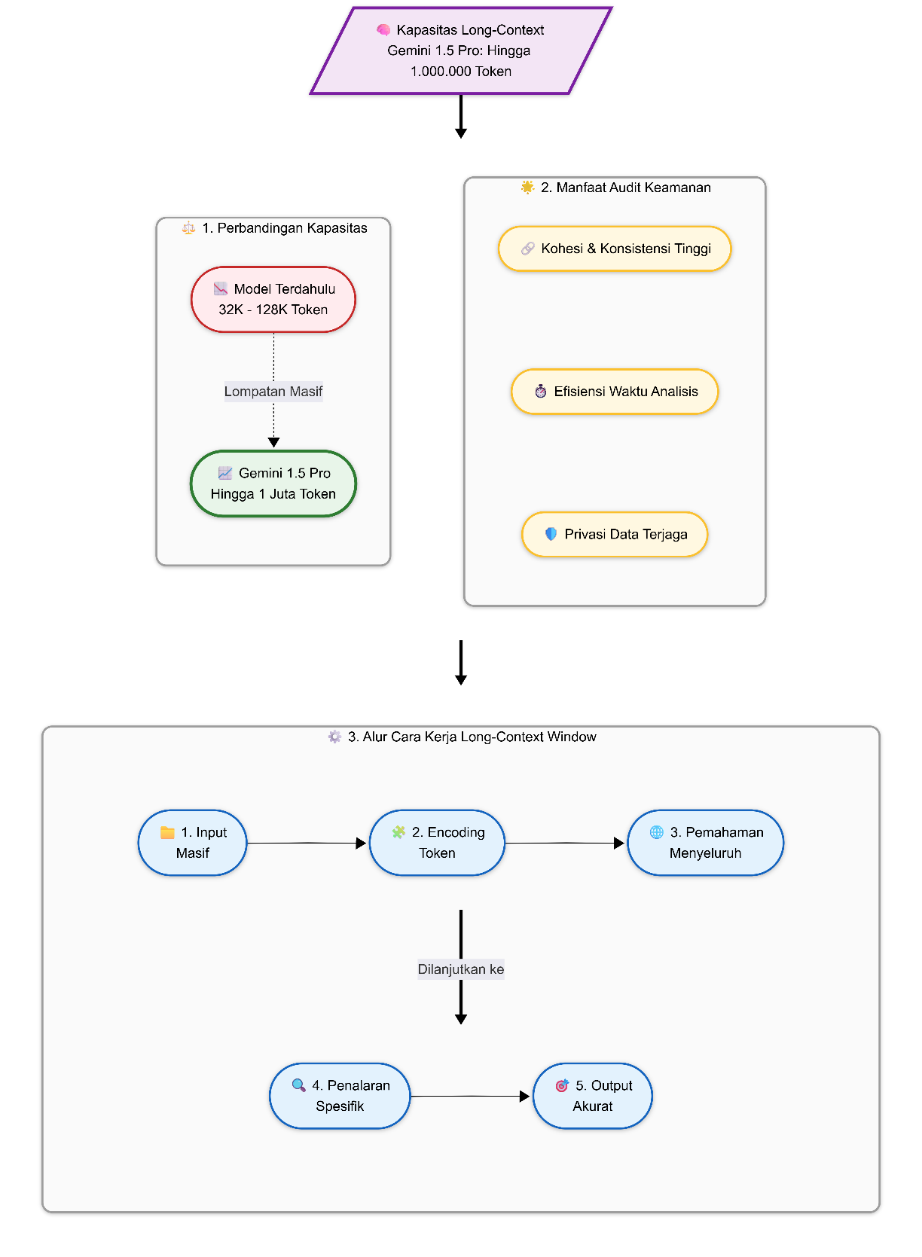 🧠 Kapasitas Long-Context
Gemini 1.5 Pro: Hingga
1.000.000 Token
⚖️ 1. Perbandingan Kapasitas
📉 Model Terdahulu
32K - 128K Token
Lompatan Masif
📈 Gemini 1.5 Pro
Hingga 1 Juta Token
🌟 2. Manfaat Audit Keamanan
🔗 Kohesi & Konsistensi Tinggi
⏱️ Efisiensi Waktu Analisis
🛡️ Privasi Data Terjaga
⚙️ 3. Alur Cara Kerja Long-Context Window
📁 1. Input
Masif
🧩 2. Encoding
Token
🌐 3. Pemahaman
Menyeluruh
Dilanjutkan ke
🔍 4. Penalaran
Spesifik
🎯 5. Output
Akurat